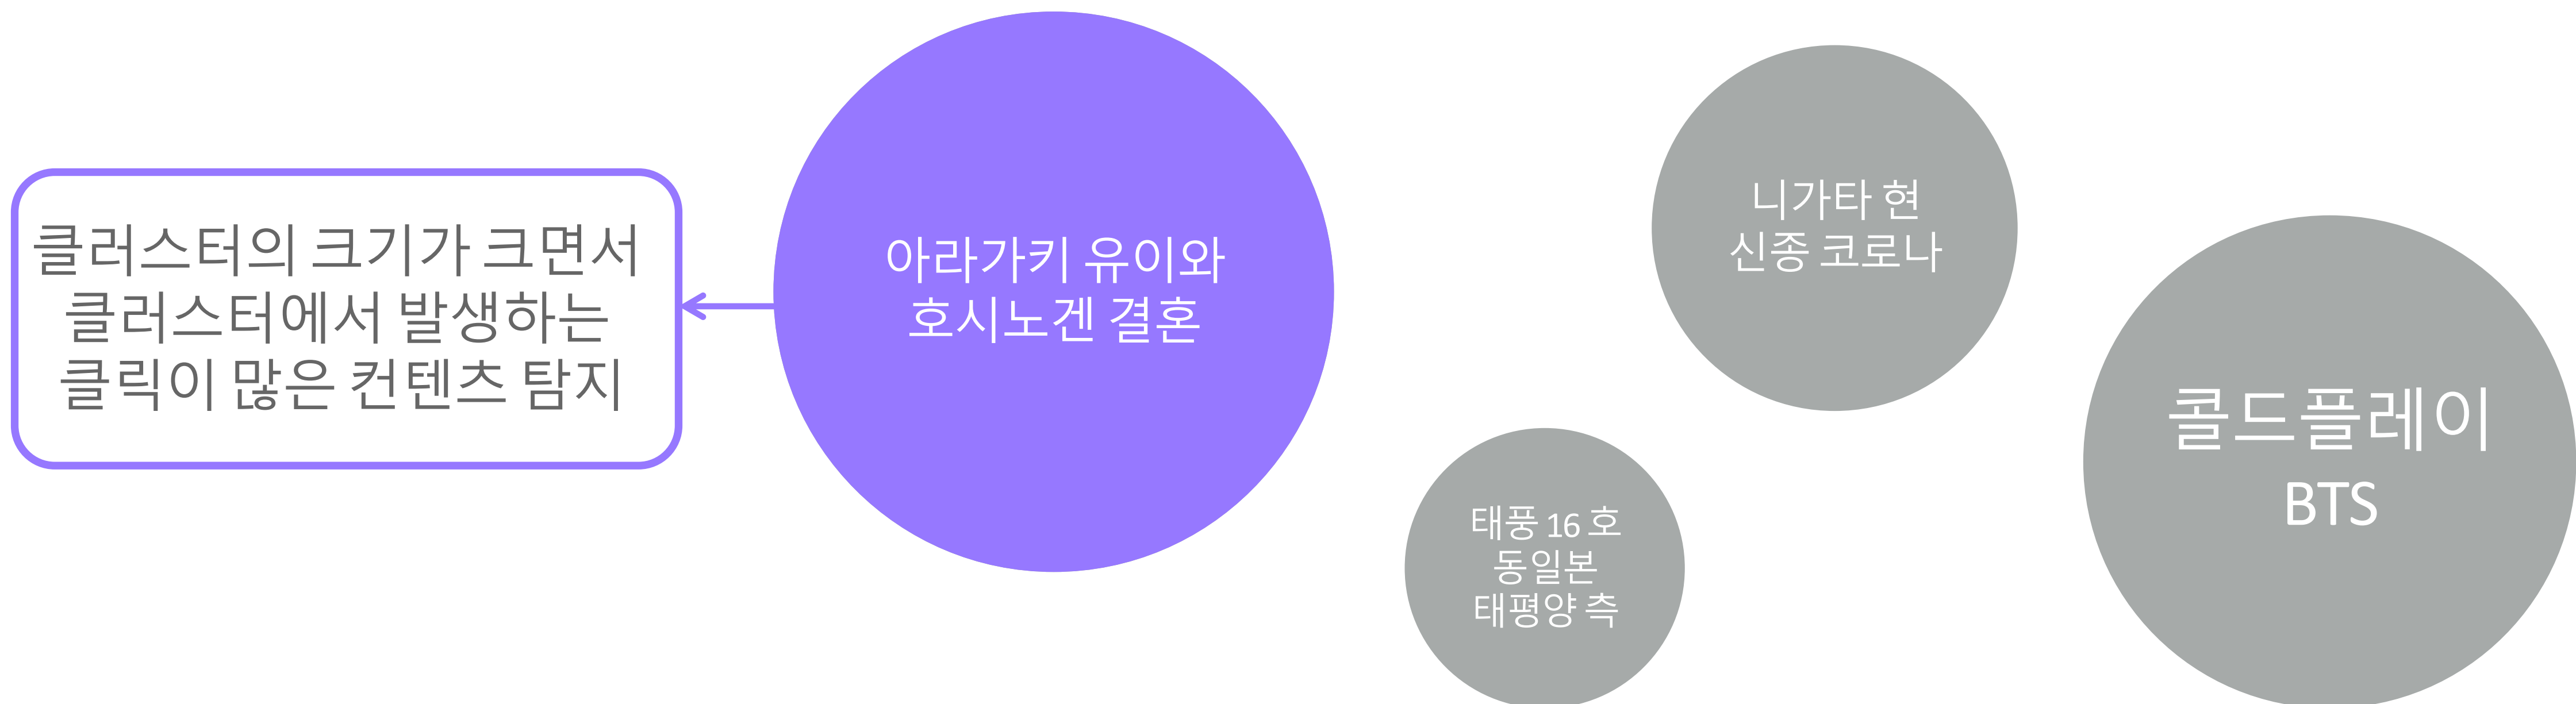 클러스터의 크기가 크면서
클러스터에서 발생하는
클릭이 많은 컨텐츠 탐지
아라가키 유이와
호시노겐 결혼
니가타 현
신종 코로나
태풍 16 호
동일본
태평양 측
콜드플레이
BTS